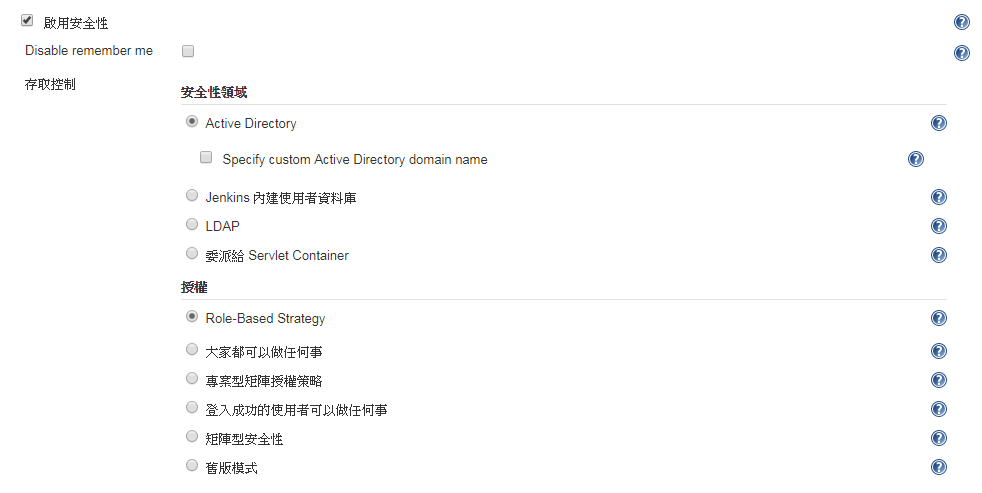 啟用安全性
Disable remember me
存取控制
安全性領域
Active Directory
Specify custom Active Directory domain name
Jenkins 內建使用者資料庫
LDAP
委派給 Servlet Container
授權
Role-Based Strategy
大家都可以做任何事
專案型矩陣授權策略
登入成功的使用者可以做任何事
矩陣型安全性
舊版模式